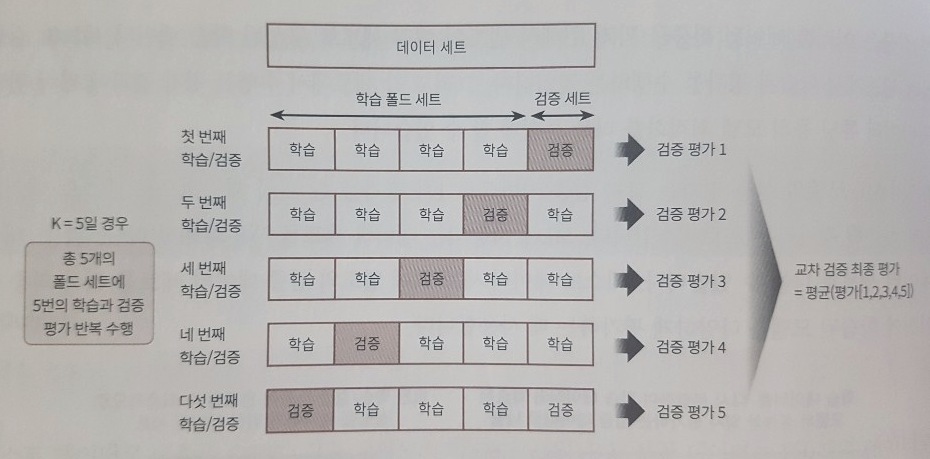 데이터 세트
학습 폴드 세트 검증 세트
첫 번째
학습/검증
학습 학습 학습 학습 검증
검증 평가 1
두 번째
학습/검증
학습 학습 학습 검증 학습
검증 평가 2
K = 5일 경우
총 5개의
폴드 세트에
5번의 학습과 검증
평가 반복 수행
세 번째
학습/검증
학습 학습 검증 학습 학습
검증 평가 3
네 번째
학습/검증
학습 검증 학습 학습 학습
검증 평가 4
다섯 번째
학습/검증
검증 학습 학습 학습 검증
검증 평가 5
교차 검증 최종 평가
= 평균(평가[1,2,3,4,5])